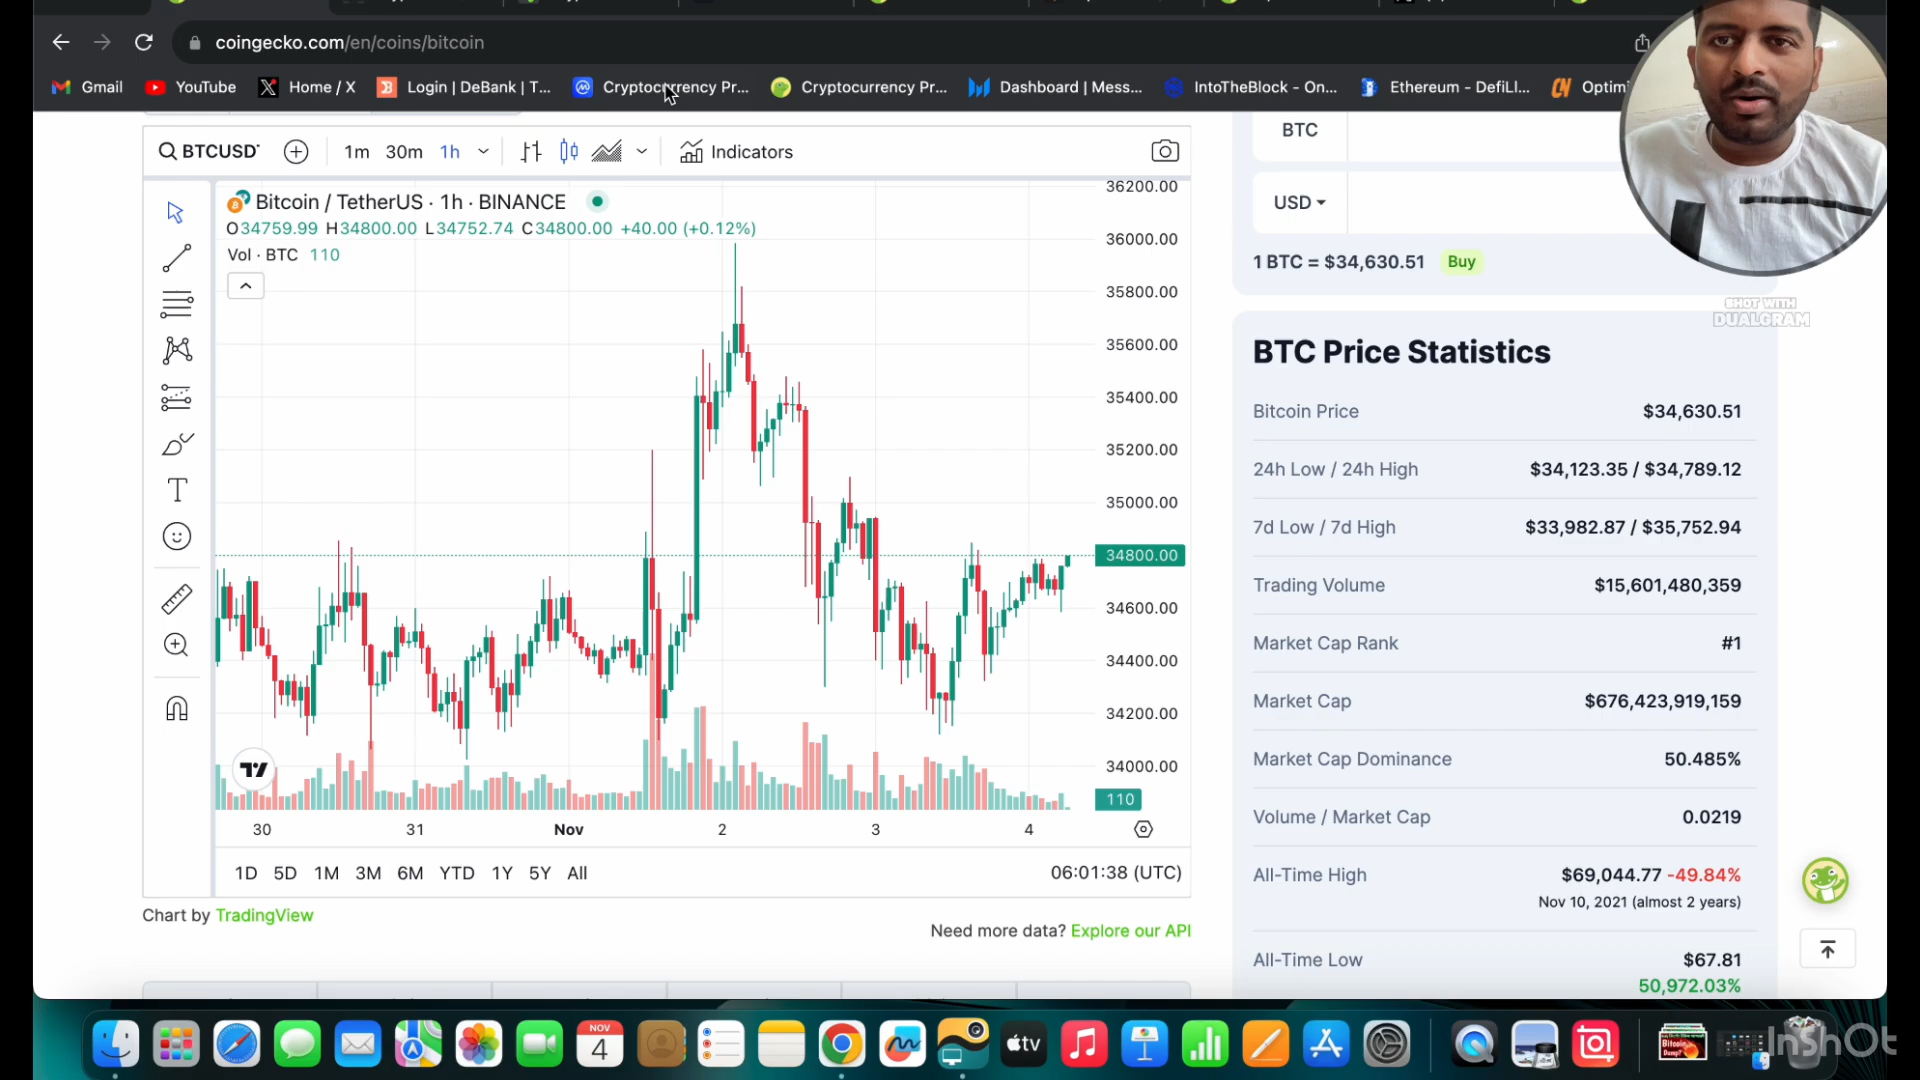 coingecko.com/en/coins/bitcoin
Gmail YouTube Home / X Login | DeBank | T... Cryptocurrency Pr... Cryptocurrency Pr... Dashboard | Mess... IntoTheBlock - On... Ethereum - DefiLl... Optimi
BTCUSD 1m 30m 1h Indicators
Bitcoin / TetherUS · 1h · BINANCE
O34759.99 H34800.00 L34752.74 C34800.00 +40.00 (+0.12%)
Vol · BTC 110
36200.00
36000.00
35800.00
35600.00
35400.00
35200.00
35000.00
34800.00
34600.00
34400.00
34200.00
34000.00
110
30 31 Nov 2 3 4
1D 5D 1M 3M 6M YTD 1Y 5Y All 06:01:38 (UTC)
Chart by TradingView
Need more data? Explore our API
BTC
USD
1 BTC = $34,630.51 Buy
SHOT WITH
DUALGRAM
BTC Price Statistics
Bitcoin Price $34,630.51
24h Low / 24h High $34,123.35 / $34,789.12
7d Low / 7d High $33,982.87 / $35,752.94
Trading Volume $15,601,480,359
Market Cap Rank #1
Market Cap $676,423,919,159
Market Cap Dominance 50.485%
Volume / Market Cap 0.0219
All-Time High $69,044.77 -49.84%
Nov 10, 2021 (almost 2 years)
All-Time Low $67.81
50,972.03%
NOV
4
tv
Bitcoin
Dump?
InShOt